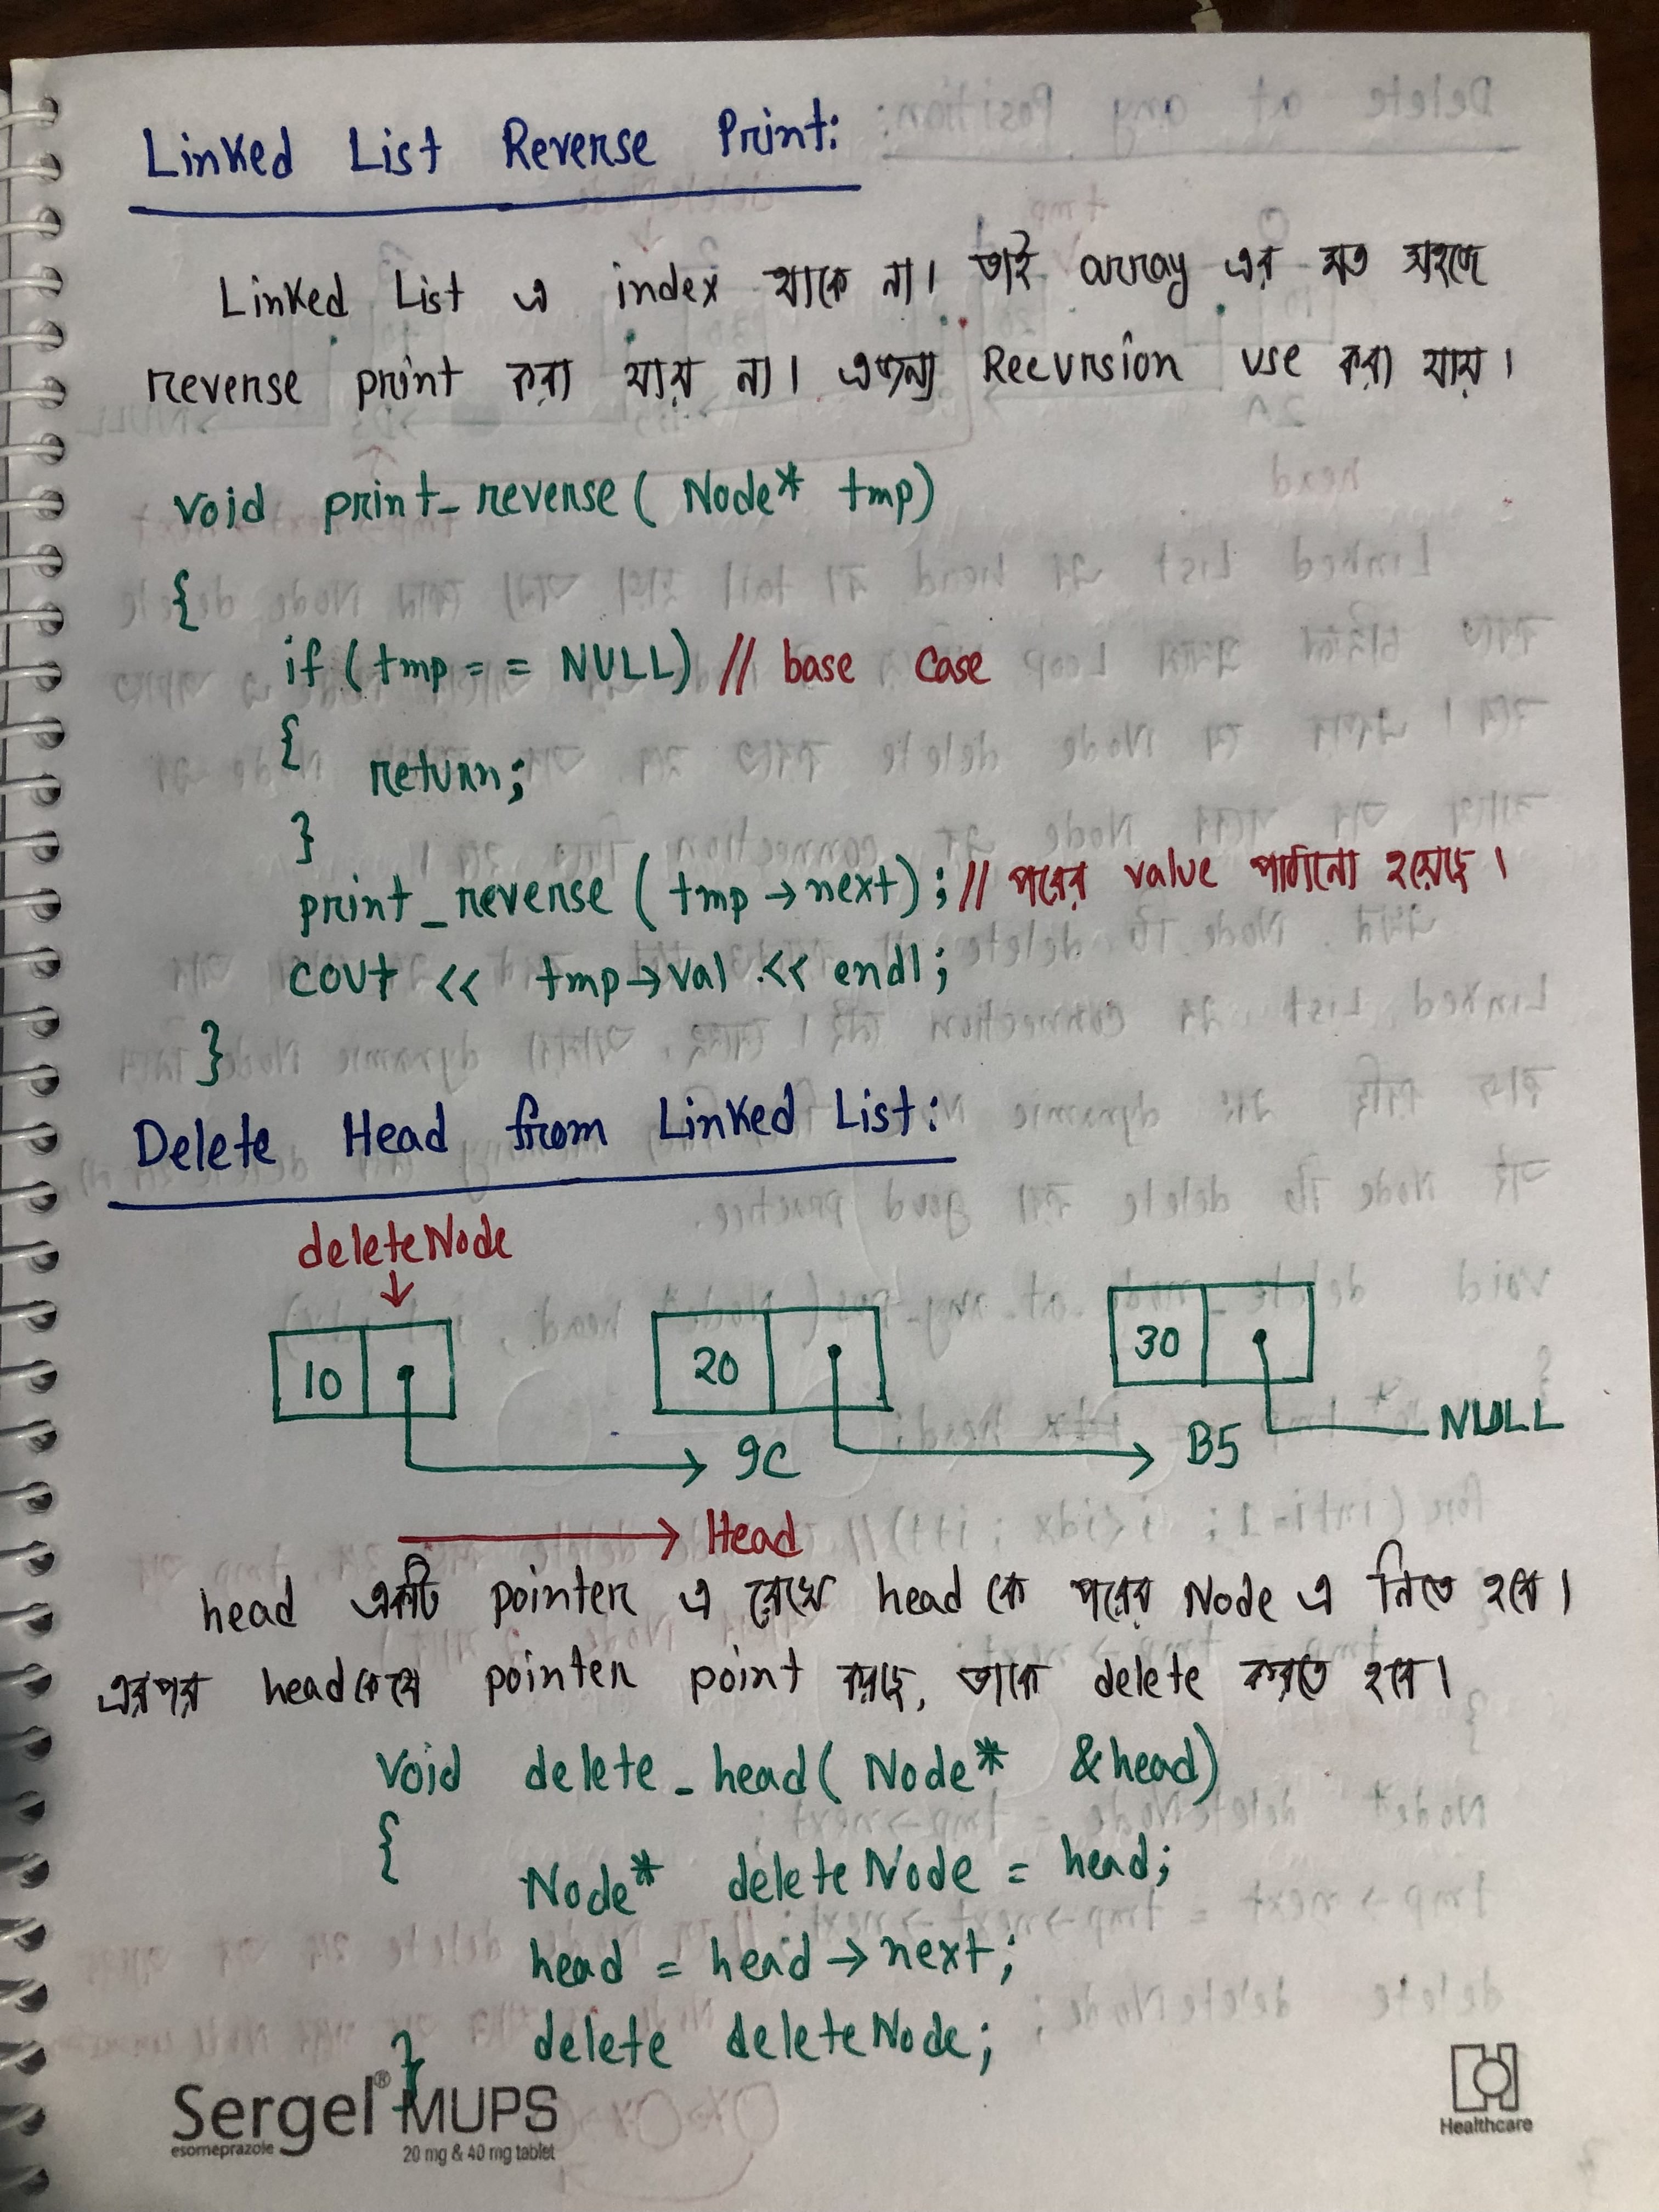 Linked List Reverse Print:
Linked List এ index থাকে না। তাই array এর মত সহজে
reverse print করা যায় না। এজন্য Recursion use করা যায়।
void print_reverse( Node* tmp)
{
if (tmp == NULL) // base case
{
return;
}
print_reverse (tmp→next); // পরের value পাঠানো হয়েছে।
cout << tmp→val << endl;
}
Delete Head from Linked List:
deleteNode
10 20 30
9C B5 NULL
Head
head একটি pointer এ রেখে head কে পরের Node এ নিতে হবে।
এরপর headকে যে pointer point করছে, তাকে delete করতে হবে।
void delete_head( Node* &head)
{
Node* deleteNode = head;
head = head→next;
delete deleteNode;
}
Sergel® MUPS
esomeprazole 20 mg & 40 mg tablet
Healthcare